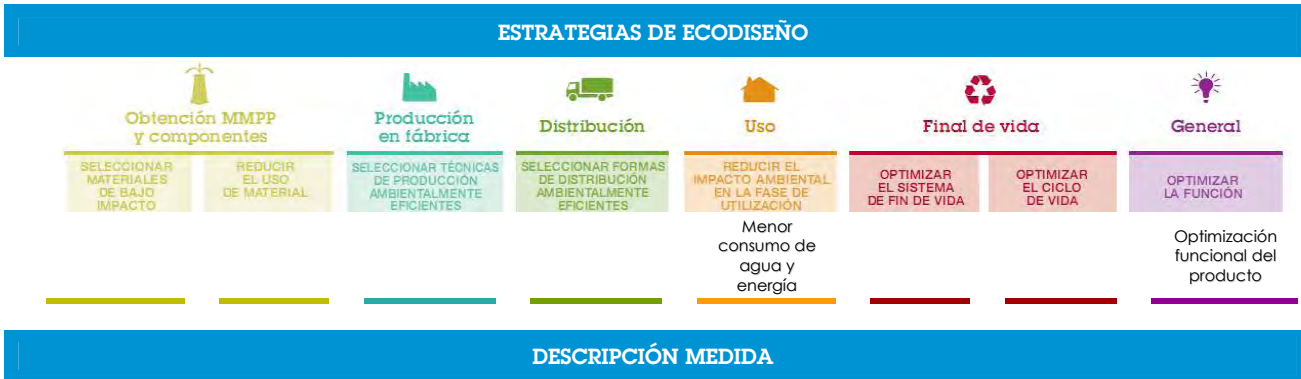 ESTRATEGIAS DE ECODISEÑO
Obtención MMPP
y componentes
Producción
en fábrica
Distribución
Uso
Final de vida
General
SELECCIONAR
MATERIALES
DE BAJO
IMPACTO
REDUCIR
EL USO
DE MATERIAL
SELECCIONAR TÉCNICAS
DE PRODUCCIÓN
AMBIENTALMENTE
EFICIENTES
SELECCIONAR FORMAS
DE DISTRIBUCIÓN
AMBIENTALMENTE
EFICIENTES
REDUCIR EL
IMPACTO AMBIENTAL
EN LA FASE DE
UTILIZACIÓN
OPTIMIZAR
EL SISTEMA
DE FIN DE VIDA
OPTIMIZAR
EL CICLO
DE VIDA
OPTIMIZAR
LA FUNCIÓN
Menor
consumo de
agua y
energía
Optimización
funcional del
producto
DESCRIPCIÓN MEDIDA